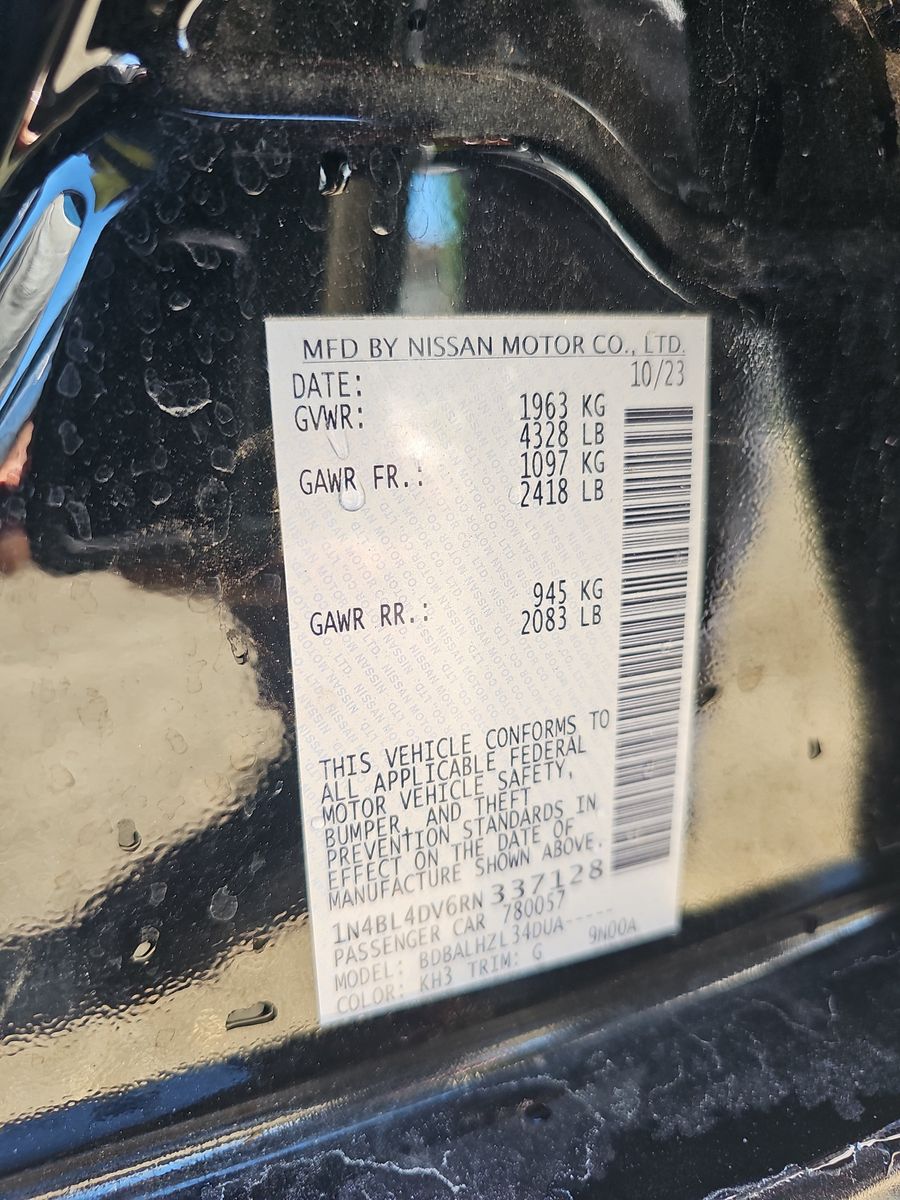 MFD BY NISSAN MOTOR CO., LTD.
DATE: 10/23
GVWR: 1963 KG
4328 LB
GAWR FR.: 1097 KG
2418 LB
GAWR RR.: 945 KG
2083 LB
THIS VEHICLE CONFORMS TO
ALL APPLICABLE FEDERAL
MOTOR VEHICLE SAFETY,
BUMPER, AND THEFT
PREVENTION STANDARDS IN
EFFECT ON THE DATE OF
MANUFACTURE SHOWN ABOVE.
1N4BL4DV6RN337128
PASSENGER CAR 780057
MODEL: BDBALHZL34DUA-----
COLOR: KH3 TRIM: G 9N00A